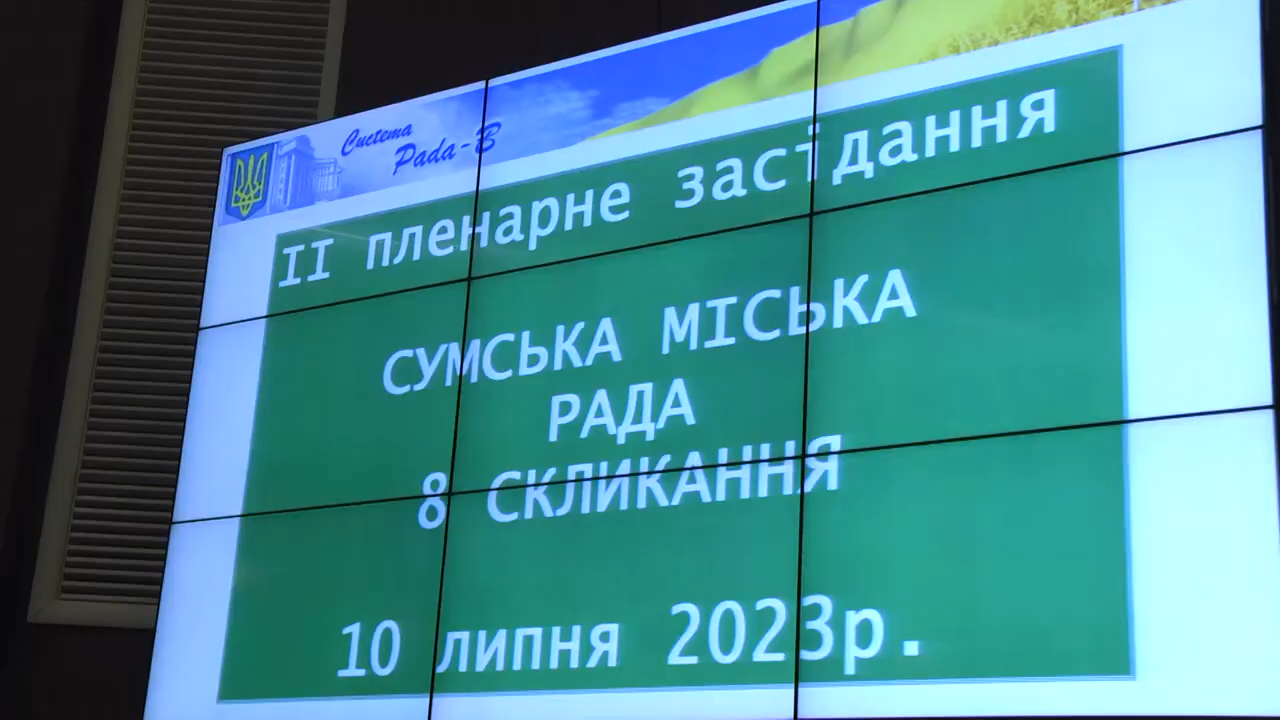 Система
Рада-В
II пленарне засідання
СУМСЬКА МІСЬКА
РАДА
8 СКЛИКАННЯ
10 липня 2023р.